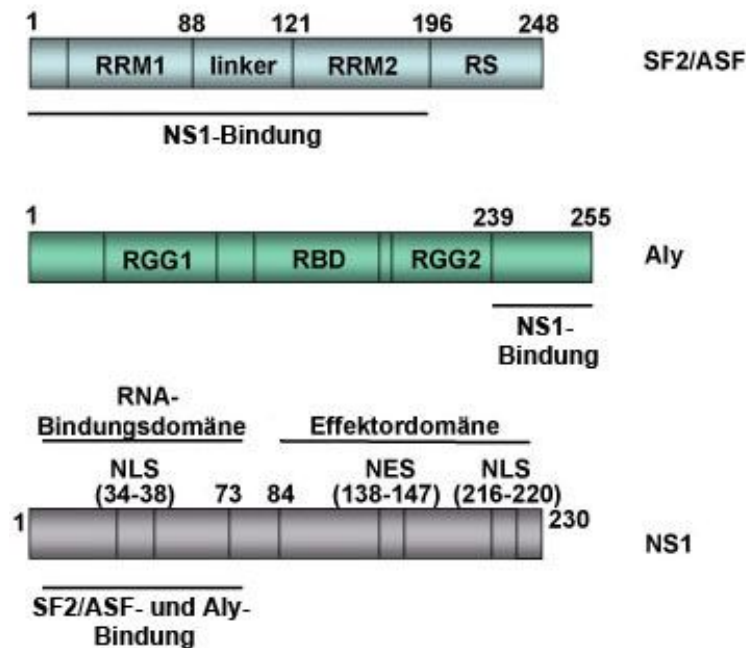 1 88 121 196 248
RRM1 linker RRM2 RS SF2/ASF
NS1-Bindung
1 239 255
RGG1 RBD RGG2 Aly
NS1-
Bindung
RNA-
Bindungsdomäne Effektordomäne
NLS NES NLS
(34-38) 73 84 (138-147) (216-220)
1 230
NS1
SF2/ASF- und Aly-
Bindung